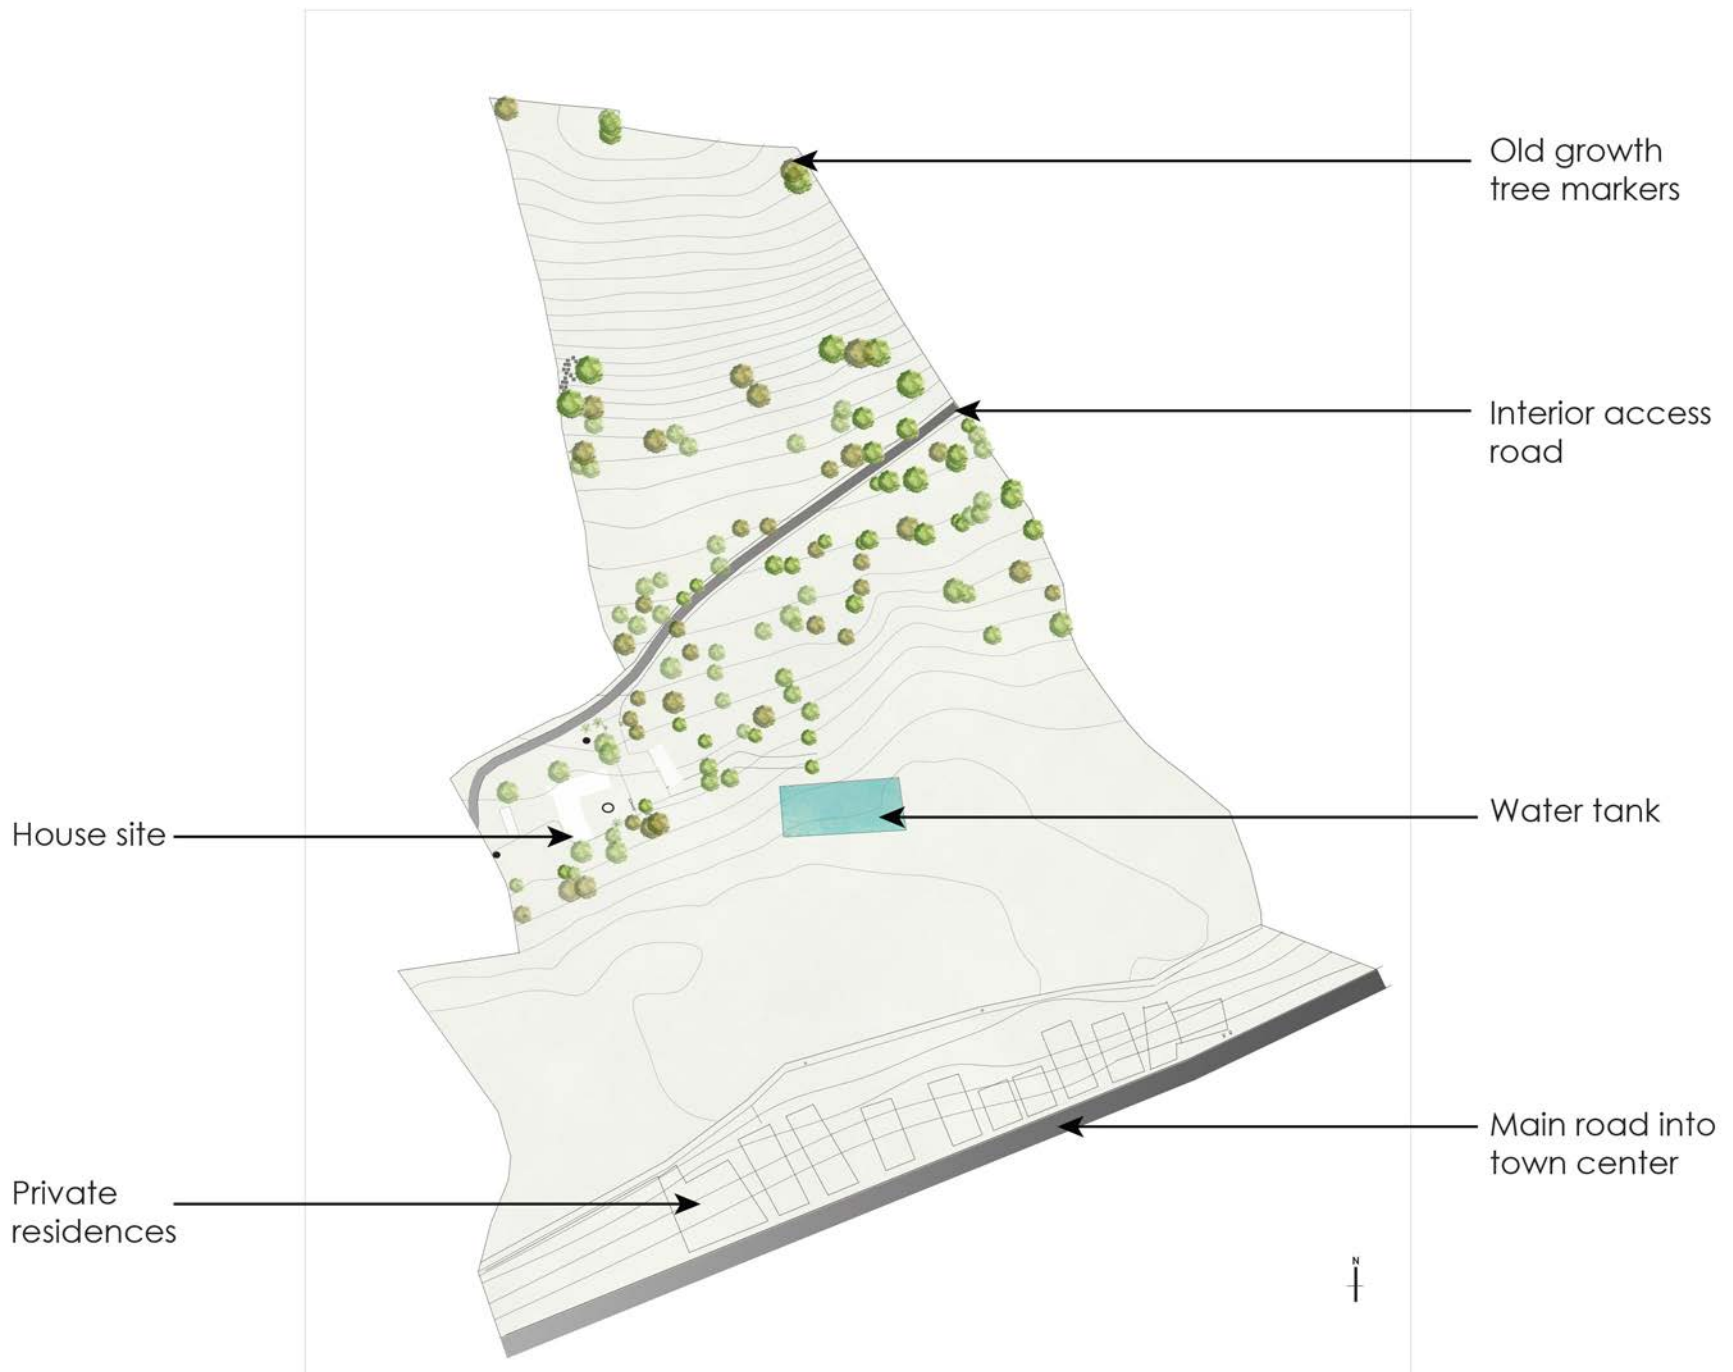 Old growth
tree markers
Interior access
road
House site
Water tank
Main road into
town center
Private
residences
N